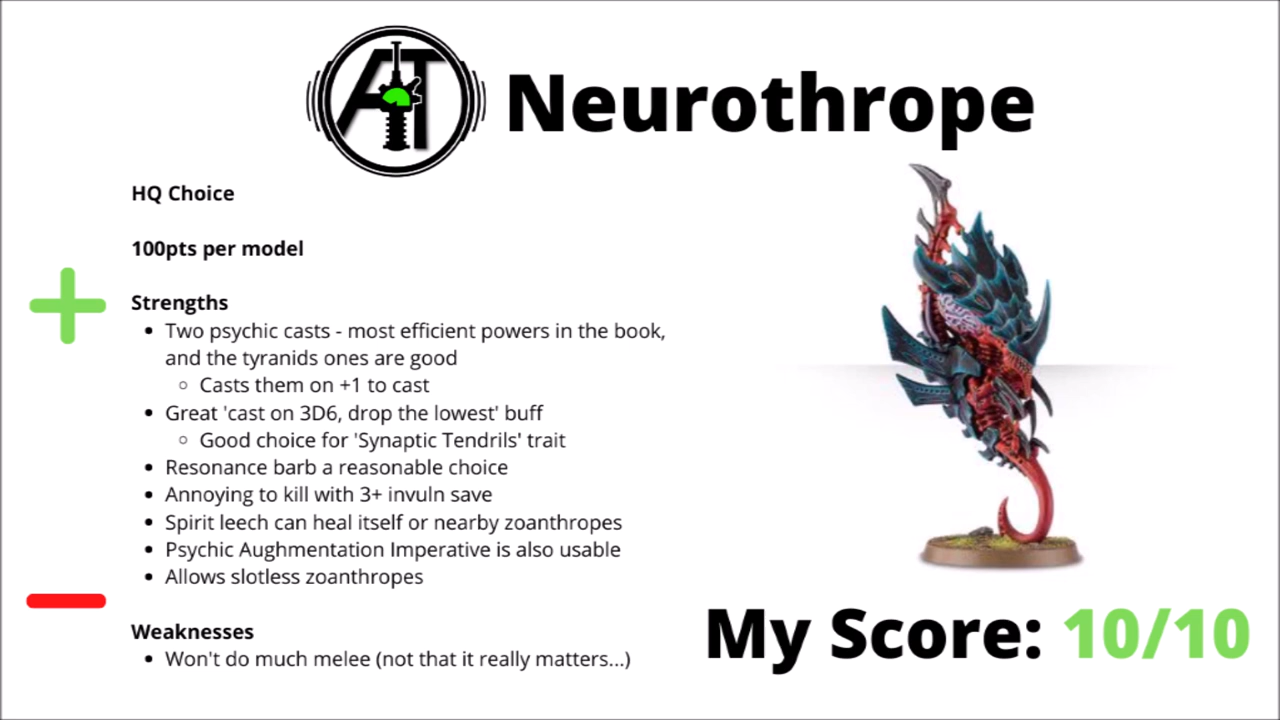 AT
Neurothrope
HQ Choice
100pts per model
Strengths
• Two psychic casts - most efficient powers in the book,
and the tyranids ones are good
○ Casts them on +1 to cast
• Great 'cast on 3D6, drop the lowest' buff
○ Good choice for 'Synaptic Tendrils' trait
• Resonance barb a reasonable choice
• Annoying to kill with 3+ invuln save
• Spirit leech can heal itself or nearby zoanthropes
• Psychic Aughmentation Imperative is also usable
• Allows slotless zoanthropes
Weaknesses
• Won't do much melee (not that it really matters...)
My Score: 10/10